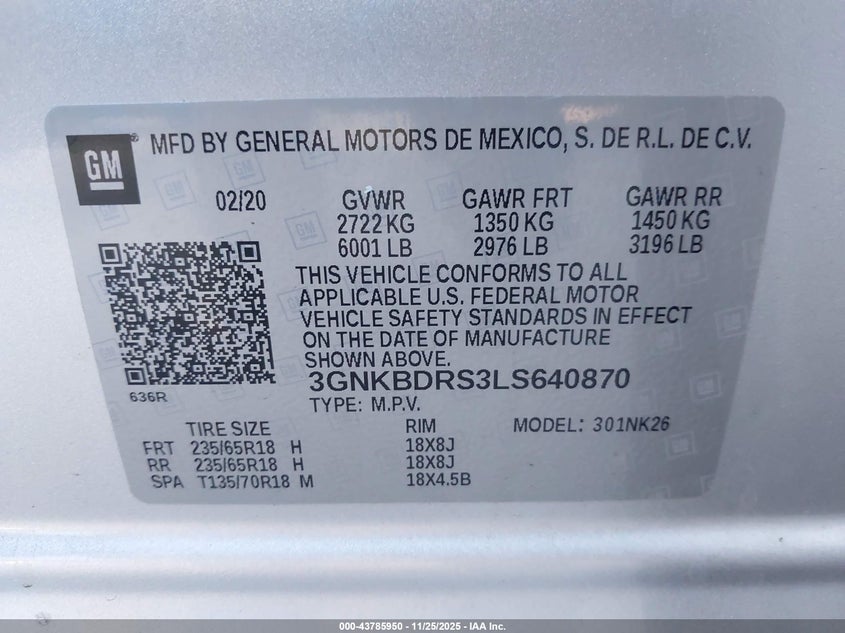 GM ® MFD BY GENERAL MOTORS DE MEXICO, S. DE R.L. DE C.V.
02/20 GVWR GAWR FRT GAWR RR
2722 KG 1350 KG 1450 KG
6001 LB 2976 LB 3196 LB
THIS VEHICLE CONFORMS TO ALL
APPLICABLE U.S. FEDERAL MOTOR
VEHICLE SAFETY STANDARDS IN EFFECT
ON THE DATE OF MANUFACTURE
SHOWN ABOVE.
3GNKBDRS3LS640870
636R
TYPE: M.P.V.
TIRE SIZE RIM MODEL: 301NK26
FRT 235/65R18 H 18X8J
RR 235/65R18 H 18X8J
SPA T135/70R18 M 18X4.5B
000-43785950 - 11/25/2025 - IAA Inc.